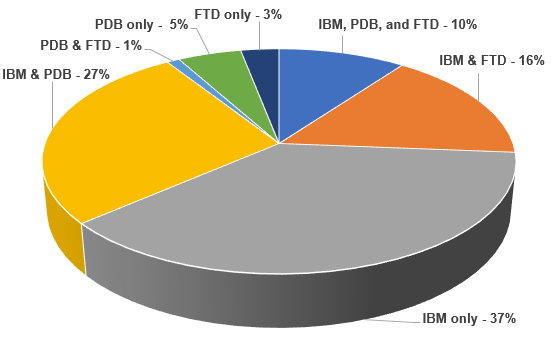 FTD only - 3%
PDB only -  5%
IBM, PDB, and FTD - 10%
PDB & FTD - 1%
IBM & FTD - 16%
IBM & PDB - 27%
IBM only - 37%